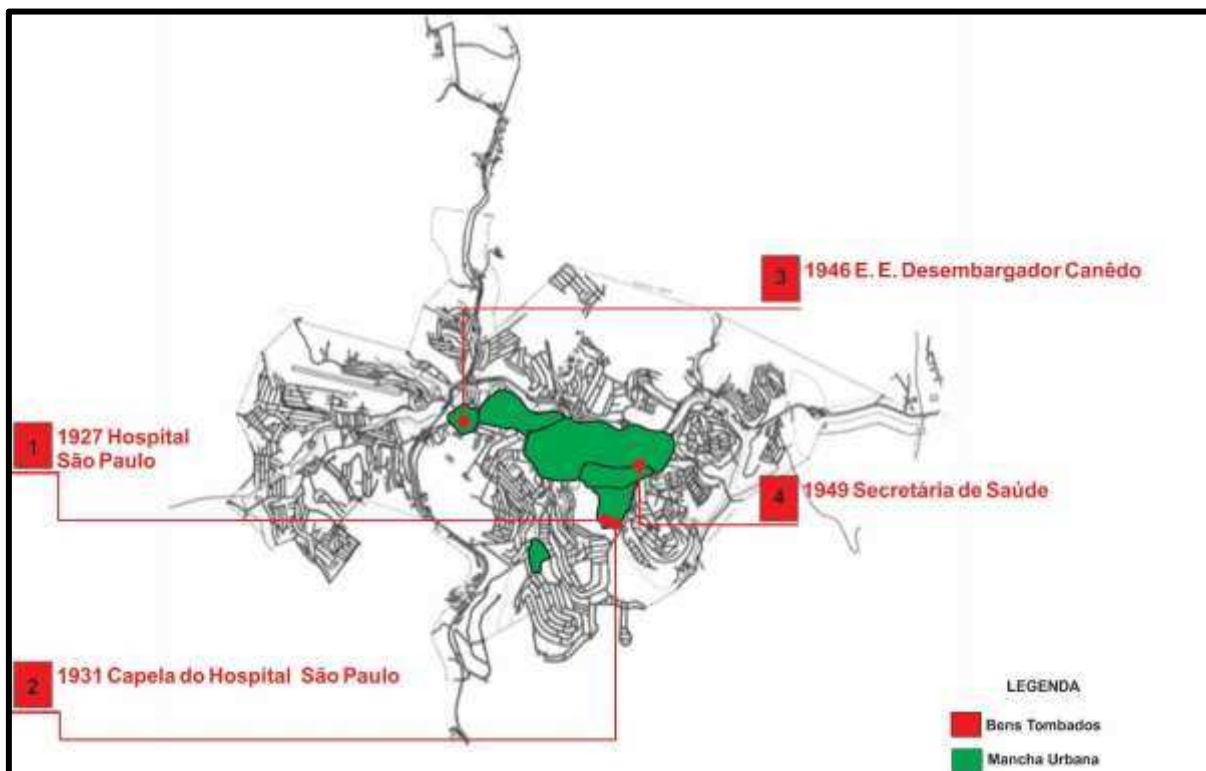 3 1946 E. E. Desembargador Canêdo
1 1927 Hospital
São Paulo
4 1949 Secretária de Saúde
2 1931 Capela do Hospital São Paulo
LEGENDA
Bens Tombados
Mancha Urbana